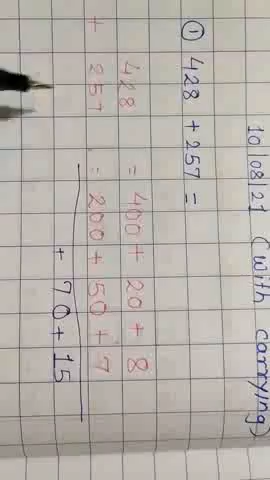 10/08/21 (with carrying)
① 428 + 257 =
428 = 400 + 20 + 8
+ 257 = 200 + 50 + 7
+ 70 + 15